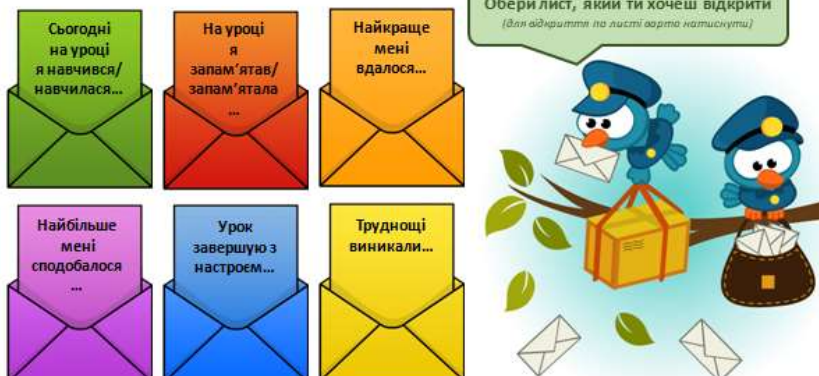 Сьогодні
на уроці
я навчився/
навчилася...
На уроці
я
запам'ятав/
запам'ятала
...
Найкраще
мені
вдалося...
Обери лист, який ти хочеш відкрити
(для відкриття по листі варто натиснути)
Найбільше
мені
сподобалося
...
Урок
завершую з
настроєм...
Труднощі
виникали...